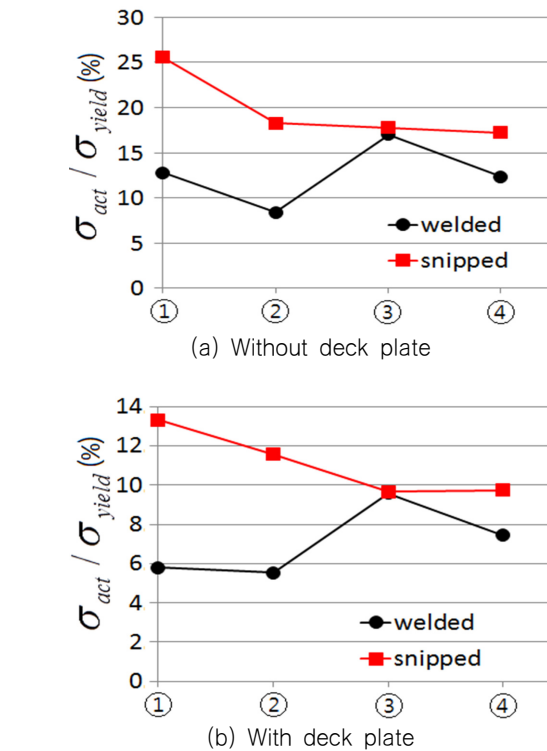 30
25
20
15
10
5
0
σact / σyield(%)
welded
snipped
① ② ③ ④
(a) Without deck plate
14
12
10
8
6
4
2
0
σact / σyield(%)
welded
snipped
① ② ③ ④
(b) With deck plate